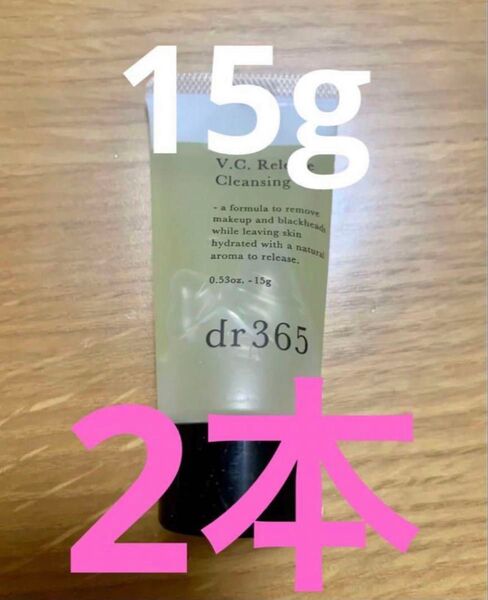 15g
V.C. Release
Cleansing
- a formula to remove
makeup and blackheads
while leaving skin
hydrated with a natural
aroma to release.
0.53oz. - 15g
dr365
2本